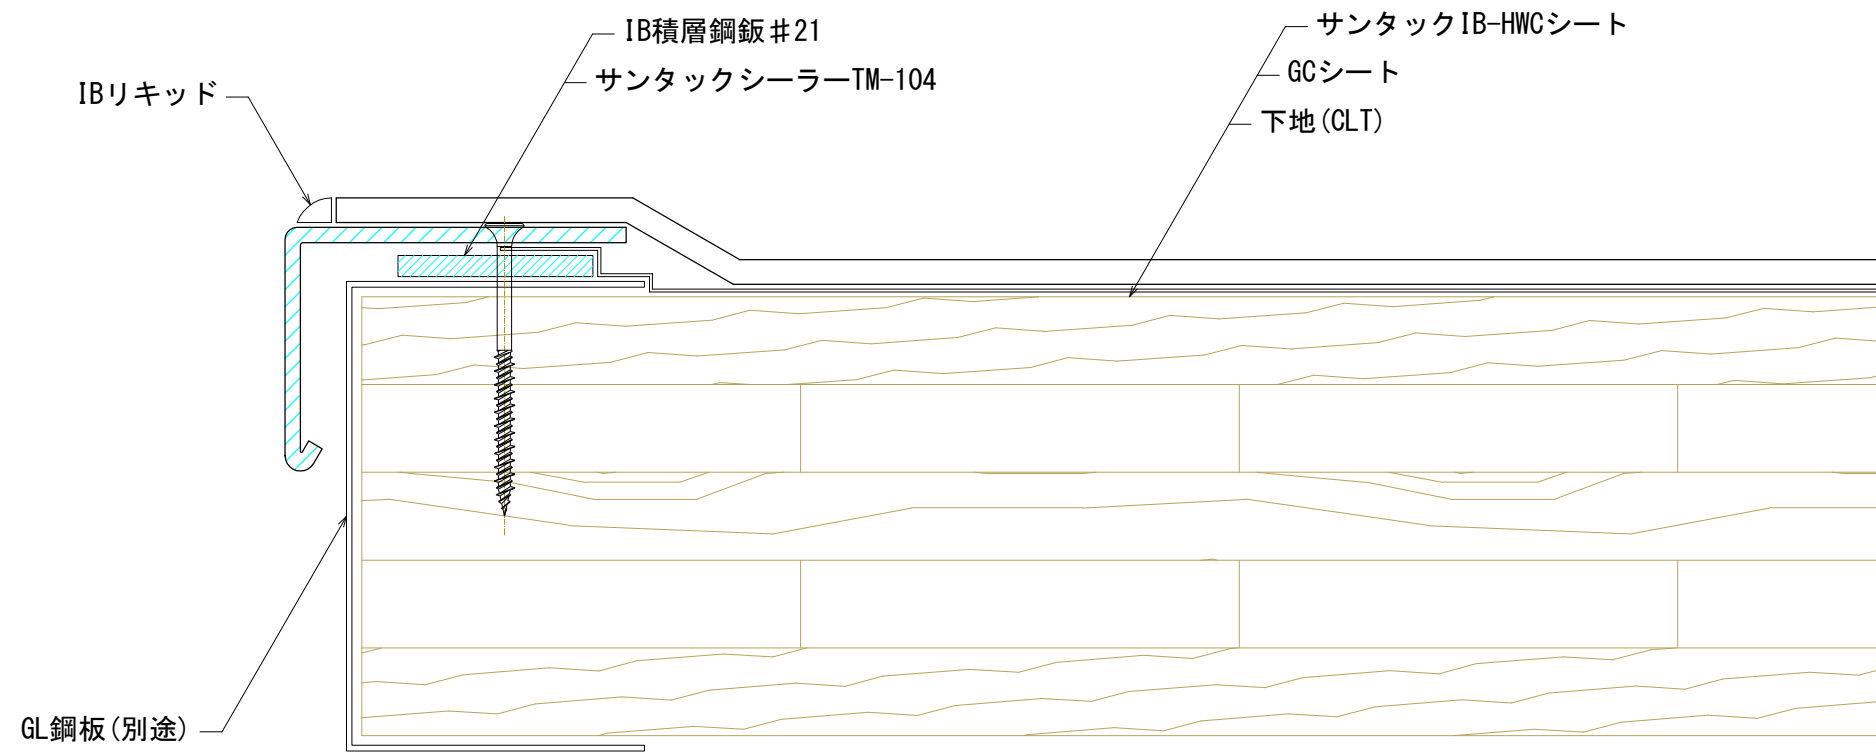 IB積層鋼鈑♯21
サンタックシーラーTM-104
IBリキッド
サンタックIB-HWCシート
GCシート
下地(CLT)
GL鋼板(別途)